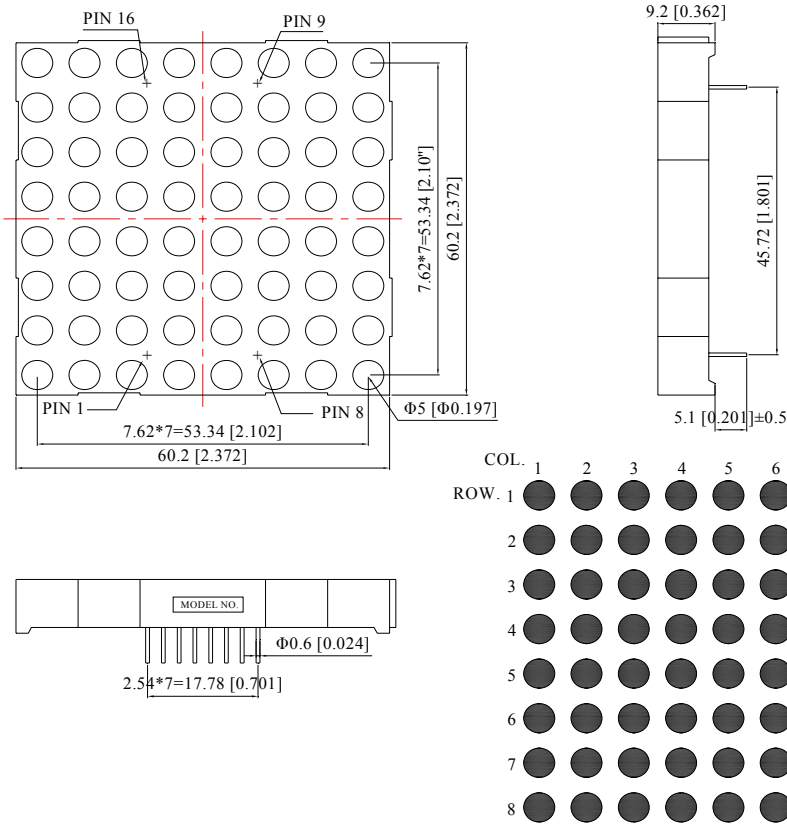 PIN 16
PIN 9
7.62*7=53.34 [2.10"]
60.2 [2.372]
PIN 1
PIN 8
Φ5 [Φ0.197]
7.62*7=53.34 [2.102]
60.2 [2.372]
9.2 [0.362]
45.72 [1.801]
5.1 [0.201]±0.5
MODEL NO.
Φ0.6 [0.024]
2.54*7=17.78 [0.701]
COL. 1 2 3 4 5 6
ROW. 1
2
3
4
5
6
7
8